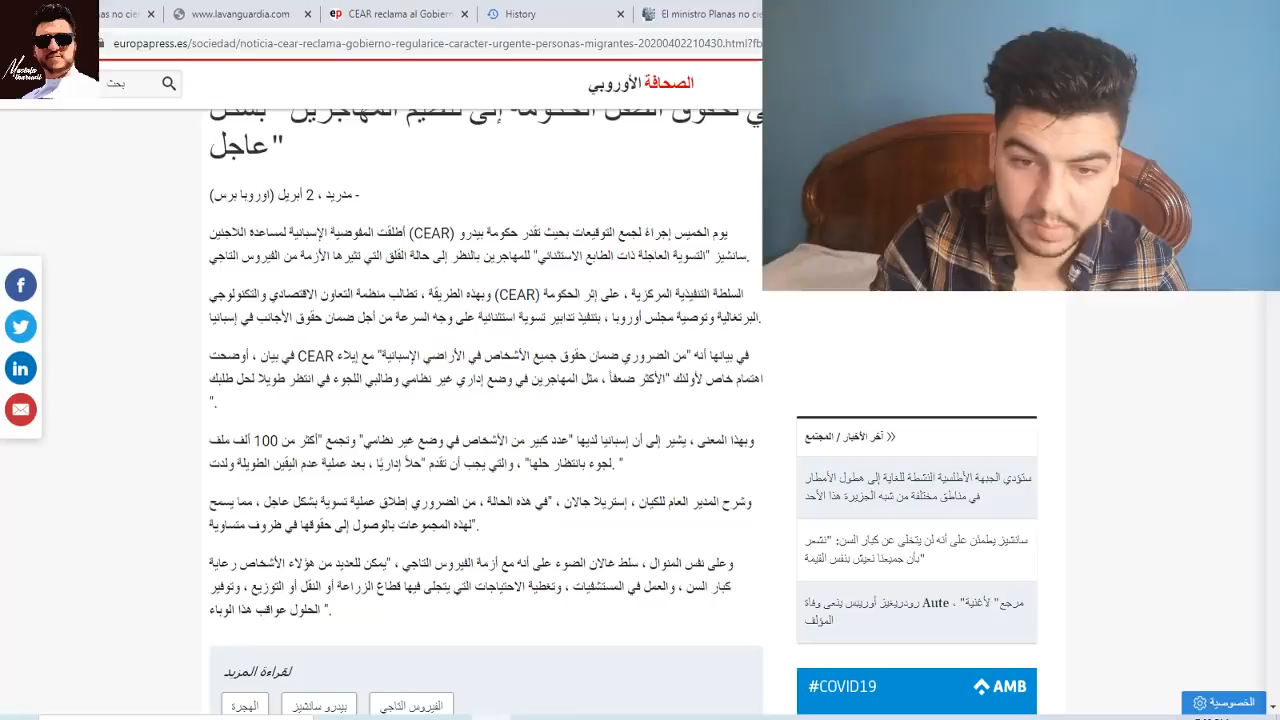 www.lavanguardia.com
CEAR reclama al Gobiern
History
El ministro Planas no cie
europapress.es/sociedad/noticia-cear-reclama-gobierno-regularice-caracter-urgente-personas-migrantes-20200402210430.html?fb
بحث
الصحافة الأوروبي
عاجل"
- مدريد ، 2 أبريل (اوروبا برس)
يوم الخميس إجراءً لجمع التوقيعات بحيث تقدر حكومة بيدرو (CEAR) أطلقت المفوضية الإسبانية لمساعدة اللاجئين
سانشيز "التسوية العاجلة ذات الطابع الاستثنائي" للمهاجرين بالنظر إلى حالة القلق التي تثيرها الأزمة من الفيروس التاجي.
السلطة التنفيذية المركزية ، على إثر الحكومة (CEAR) وبهذه الطريقة ، تطالب منظمة التعاون الاقتصادي والتكنولوجي
البرتغالية وتوصية مجلس أوروبا ، بتنفيذ تدابير تسوية استثنائية على وجه السرعة من أجل ضمان حقوق الأجانب في إسبانيا.
في بيانها أنه "من الضروري ضمان حقوق جميع الأشخاص في الأراضي الإسبانية" مع إيلاء CEAR في بيان ، أوضحت
اهتمام خاص لأولئك "الأكثر ضعفاً ، مثل المهاجرين في وضع إداري غير نظامي وطالبي اللجوء في انتظر طويلا لحل طلبك
".
وبهذا المعنى ، يشير إلى أن إسبانيا لديها "عدد كبير من الأشخاص في وضع غير نظامي" وتجمع "أكثر من 100 ألف ملف
لجوء بانتظار حلها" ، والتي يجب أن تقدم "حلاً إداريًا ، بعد عملية عدم اليقين الطويلة ولدت. "
وشرح المدير العام للكيان ، إستريلا جالان ، "في هذه الحالة ، من الضروري إطلاق عملية تسوية بشكل عاجل ، مما يسمح
لهذه المجموعات بالوصول إلى حقوقها في ظروف متساوية".
وعلى نفس المنوال ، سلط غالان الضوء على أنه مع أزمة الفيروس التاجي ، "يمكن للعديد من هؤلاء الأشخاص رعاية
كبار السن ، والعمل في المستشفيات ، وتغطية الاحتياجات التي يتجلى فيها قطاع الزراعة أو النقل أو التوزيع ، وتوفير
الحلول عواقب هذا الوباء ".
لقراءة المزيد
الهجرة
بيدرو سانشيز
الفيروس التاجي
آخر الأخبار / المجتمع
ستؤدي الجبهة الأطلسية النشطة للغاية إلى هطول الأمطار
في مناطق مختلفة من شبه الجزيرة هذا الأحد
سانشيز يطمئن على أنه لن يتخلى عن كبار السن: "نشعر
بأن جميعنا نعيش بنفس القيمة"
مرجع" لأغنية" ، Aute رودريغيز أوريبس ينعى وفاة
المؤلف
#COVID19
AMB
الخصوصية